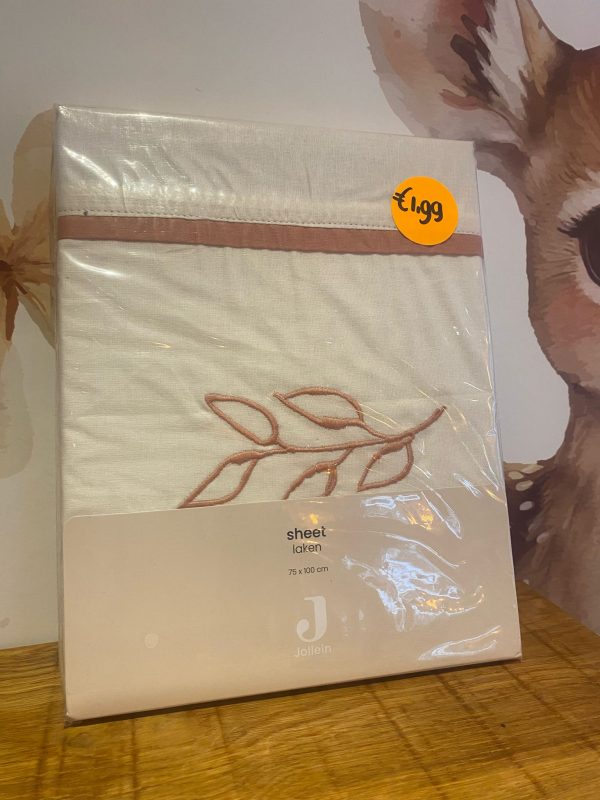 €1,99
sheet
laken
75 x 100 cm
J
Jollein